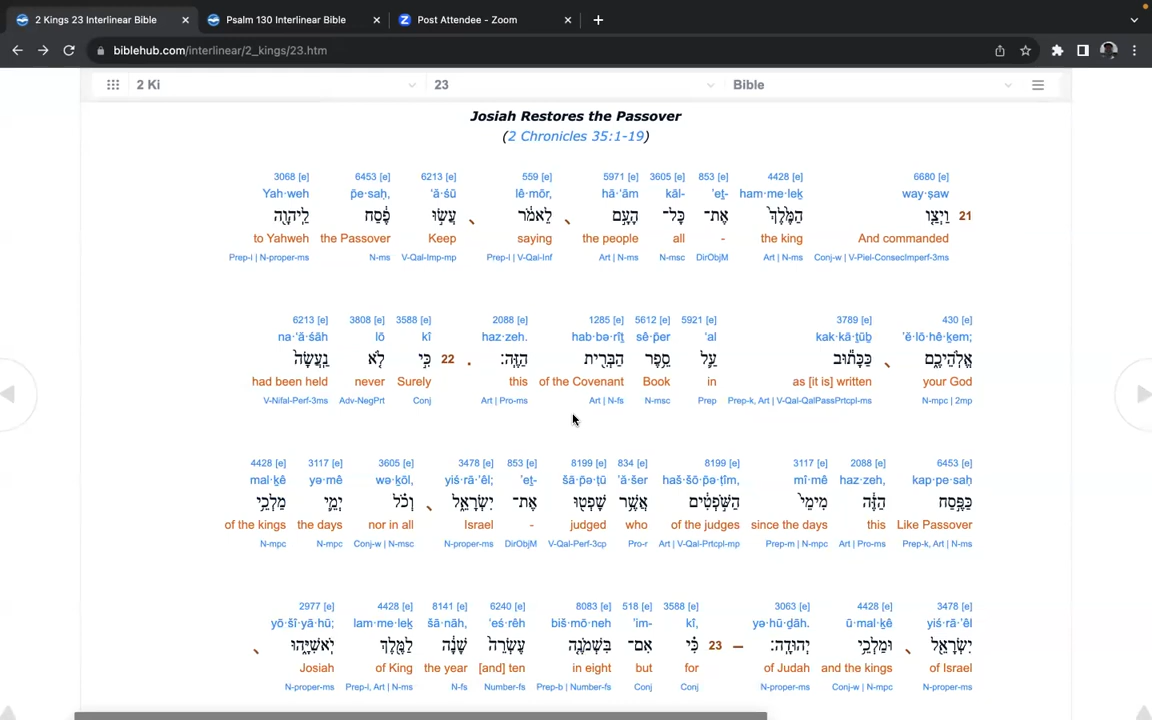 2 Kings 23 Interlinear Bible
Psalm 130 Interlinear Bible
Post Attendee - Zoom
biblehub.com/interlinear/2_kings/23.htm
2 Ki 23 Bible
Josiah Restores the Passover
(2 Chronicles 35:1-19)
3068 [e] 6453 [e] 6213 [e] 559 [e] 5971 [e] 3605 [e] 853 [e] 4428 [e] 6680 [e]
Yah·weh p̄e·saḥ, ‘ă·śū lê·mōr, hā·‘ām kāl- ’eṯ- ham·me·leḵ way·ṣaw
21 וַיְצַ֤ו הַמֶּ֙לֶךְ֙ אֶת־ כָּל־ הָעָ֣ם ، לֵאמֹ֔ר ، עֲשׂ֣וּ פֶ֔סַח לַֽיהוָ֖ה
to Yahweh the Passover Keep saying the people all - the king And commanded
Prep-l | N-proper-ms N-ms V-Qal-Imp-mp Prep-l | V-Qal-Inf Art | N-ms N-msc DirObjM Art | N-ms Conj-w | V-Piel-ConsecImperf-3ms
6213 [e] 3808 [e] 3588 [e] 2088 [e] 1285 [e] 5612 [e] 5921 [e] 3789 [e] 430 [e]
na·‘ă·śāh lō kî haz·zeh. hab·bə·rîṯ sê·p̄er ‘al kak·kā·ṯūḇ ’ĕ·lō·hê·ḵem;
אֱלֹֽהֵיכֶ֑ם ، כַּכָּת֕וּב עַ֛ל סֵ֥פֶר הַבְּרִ֖ית הַזֶּֽה׃ . 22 כִּ֣י לֹ֤א נַֽעֲשָׂה֙
had been held never Surely this of the Covenant Book in as [it is] written your God
V-Nifal-Perf-3ms Adv-NegPrt Conj Art | Pro-ms Art | N-fs N-msc Prep Prep-k, Art | V-Qal-QalPassPrtcpl-ms N-mpc | 2mp
4428 [e] 3117 [e] 3605 [e] 3478 [e] 853 [e] 8199 [e] 834 [e] 8199 [e] 3117 [e] 2088 [e] 6453 [e]
mal·ḵê yə·mê wə·ḵōl, yiś·rā·’êl; ’eṯ- šā·p̄ə·ṭū ’ă·šer haš·šō·p̄ə·ṭîm, mî·mê haz·zeh, kap·pe·saḥ
כַּפֶּ֣סַח הַזֶּ֔ה מִימֵי֙ הַשֹּׁ֣פְטִ֔ים אֲשֶׁ֥ר שָׁפְט֖וּ אֶת־ יִשְׂרָאֵ֑ל ، וְכֹ֗ל יְמֵ֛י מַלְכֵ֥י
of the kings the days nor in all Israel - judged who of the judges since the days this Like Passover
N-mpc N-mpc Conj-w | N-msc N-proper-ms DirObjM V-Qal-Perf-3cp Pro-r Art | V-Qal-Prtcpl-mp Prep-m | N-mpc Art | Pro-ms Prep-k, Art | N-ms
2977 [e] 4428 [e] 8141 [e] 6240 [e] 8083 [e] 518 [e] 3588 [e] 3063 [e] 4428 [e] 3478 [e]
yō·šî·yā·hū; lam·me·leḵ šā·nāh, ‘eś·rêh biš·mō·neh ’im- kî, yə·hū·ḏāh. ū·mal·ḵê yiś·rā·’êl
יִשְׂרָאֵ֖ל ، וּמַלְכֵ֥י יְהוּדָֽה׃ – 23 כִּ֗י אִם־ בִּשְׁמֹנֶ֤ה עֶשְׂרֵה֙ שָׁנָ֔ה לַמֶּ֖לֶךְ יֹֽאשִׁיָּ֑הוּ ،
Josiah of King the year [and] ten in eight but for of Judah and the kings of Israel
N-proper-ms Prep-l, Art | N-ms N-fs Number-fs Prep-b | Number-fs Conj Conj N-proper-ms Conj-w | N-mpc N-proper-ms